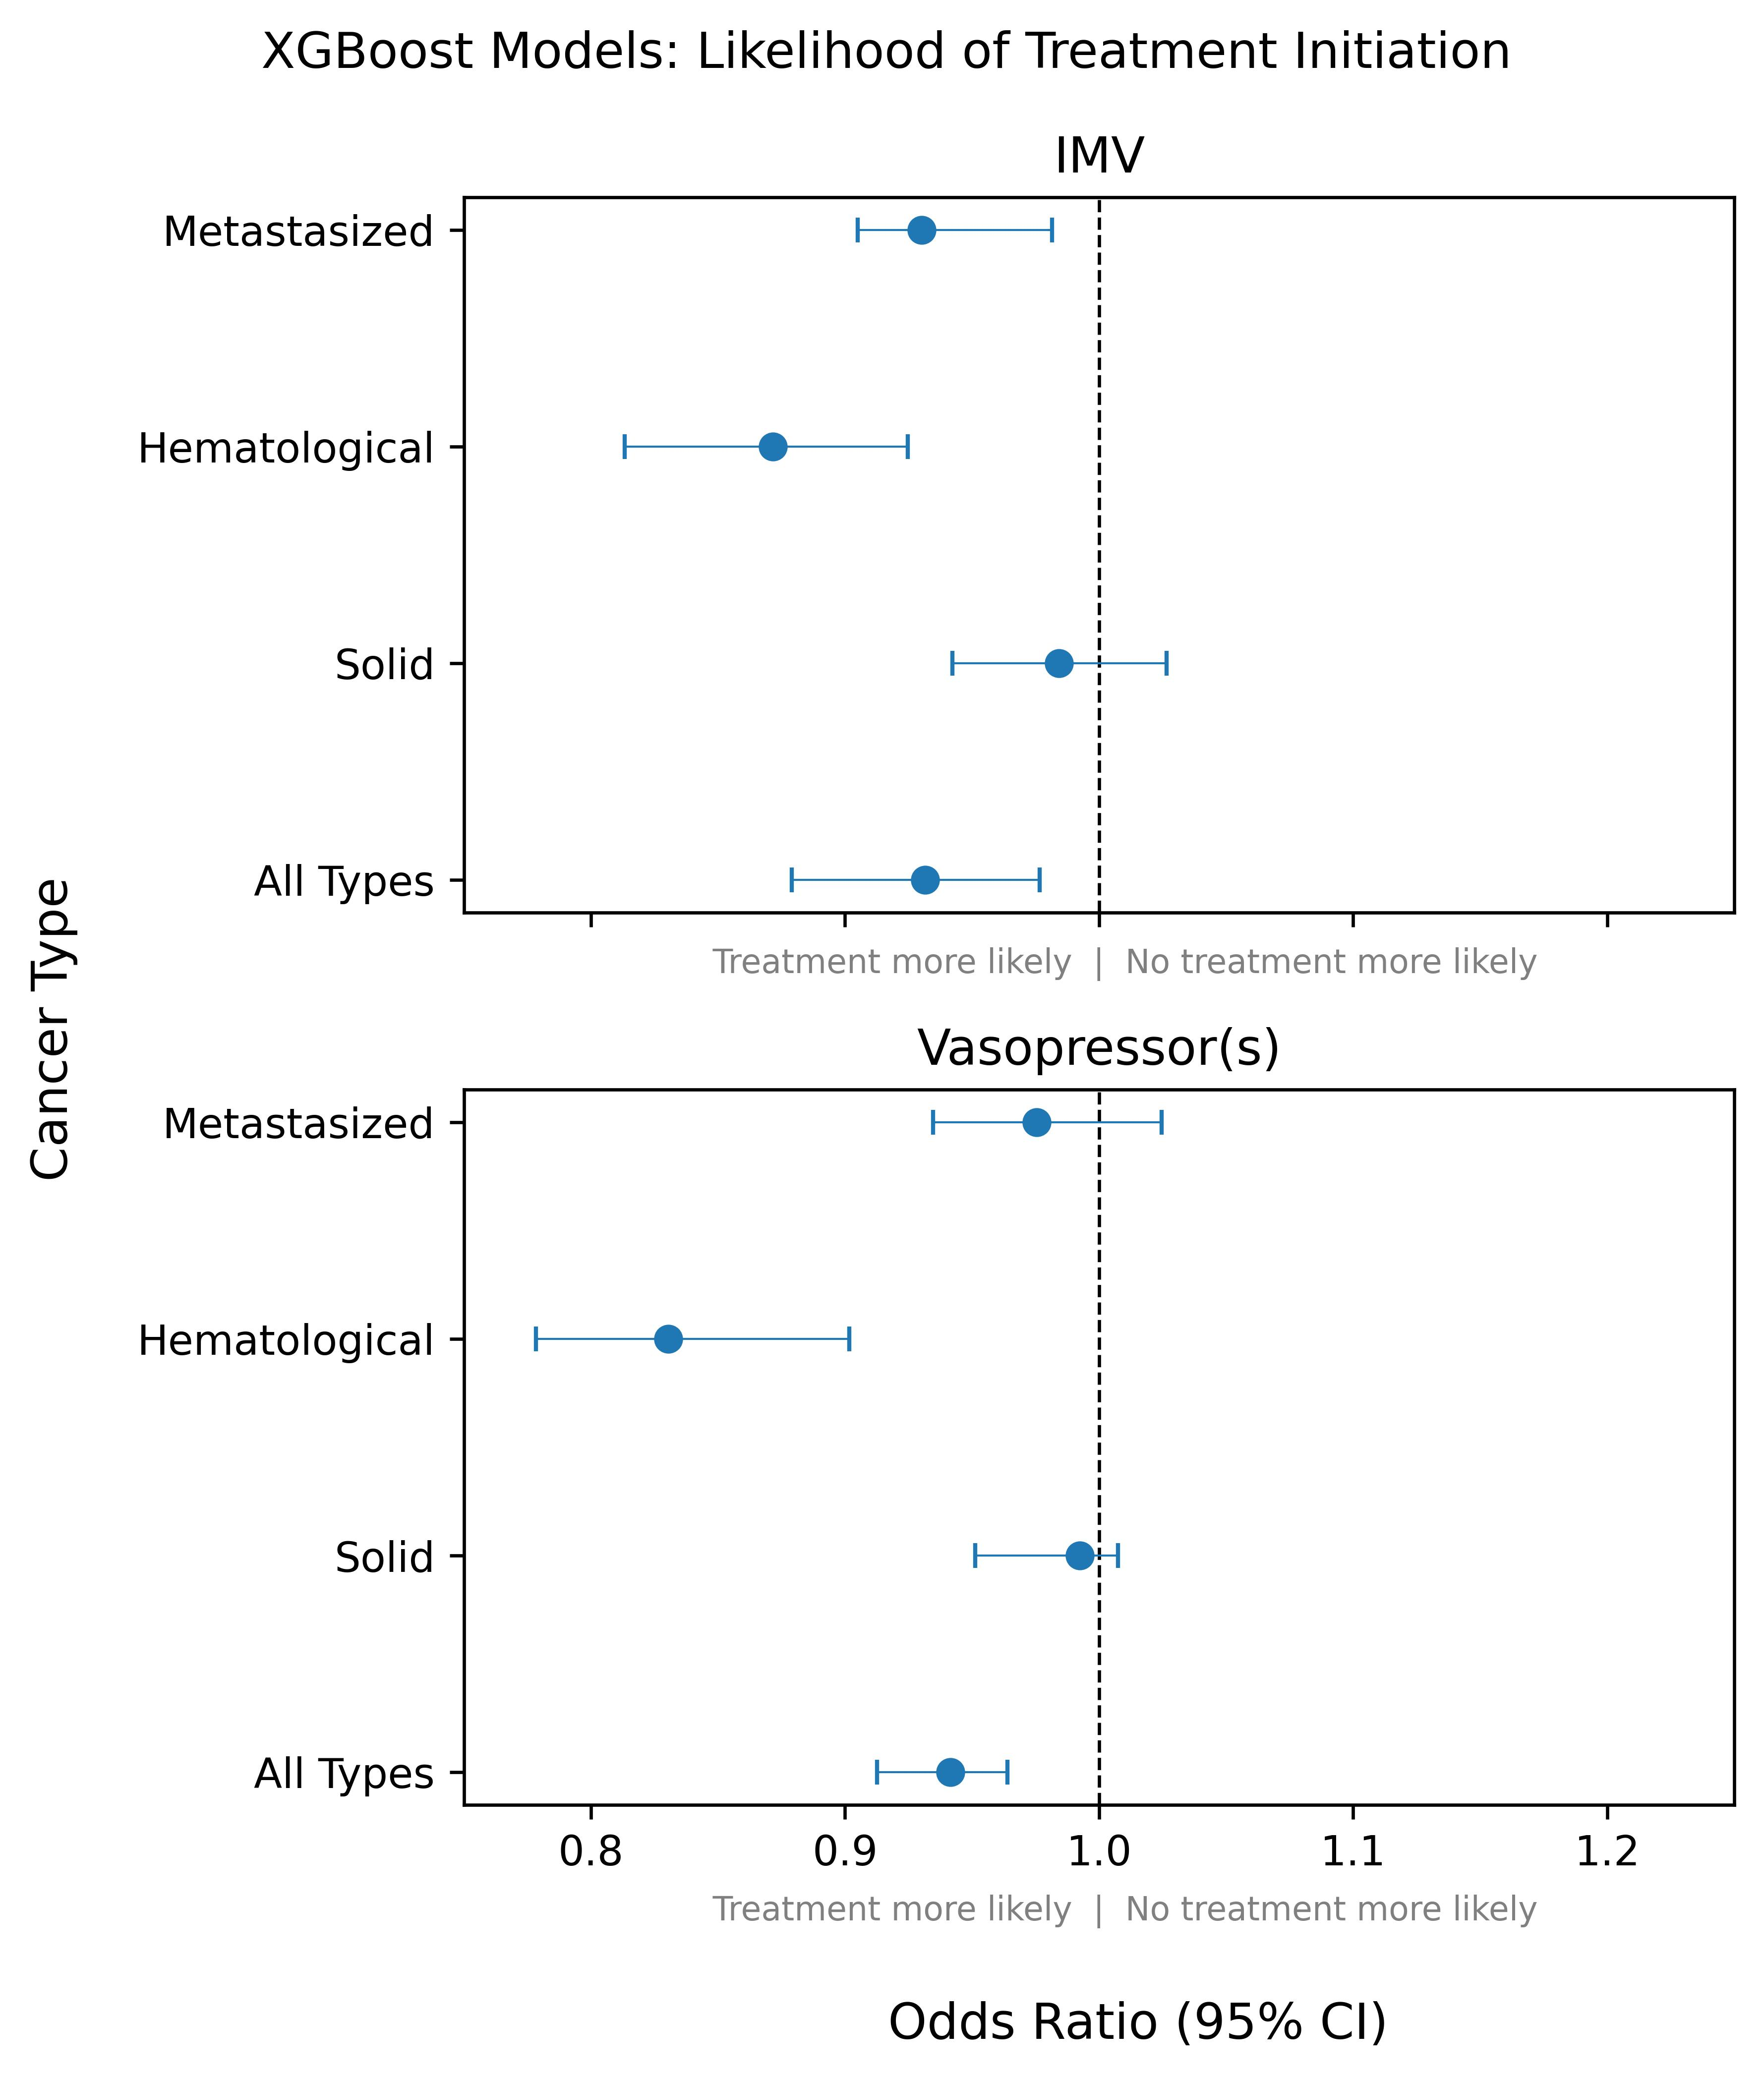 XGBoost Models: Likelihood of Treatment Initiation
IMV
Metastasized
Hematological
Solid
All Types
Treatment more likely | No treatment more likely
Cancer Type
Vasopressor(s)
Metastasized
Hematological
Solid
All Types
0.8 0.9 1.0 1.1 1.2
Treatment more likely | No treatment more likely
Odds Ratio (95% CI)